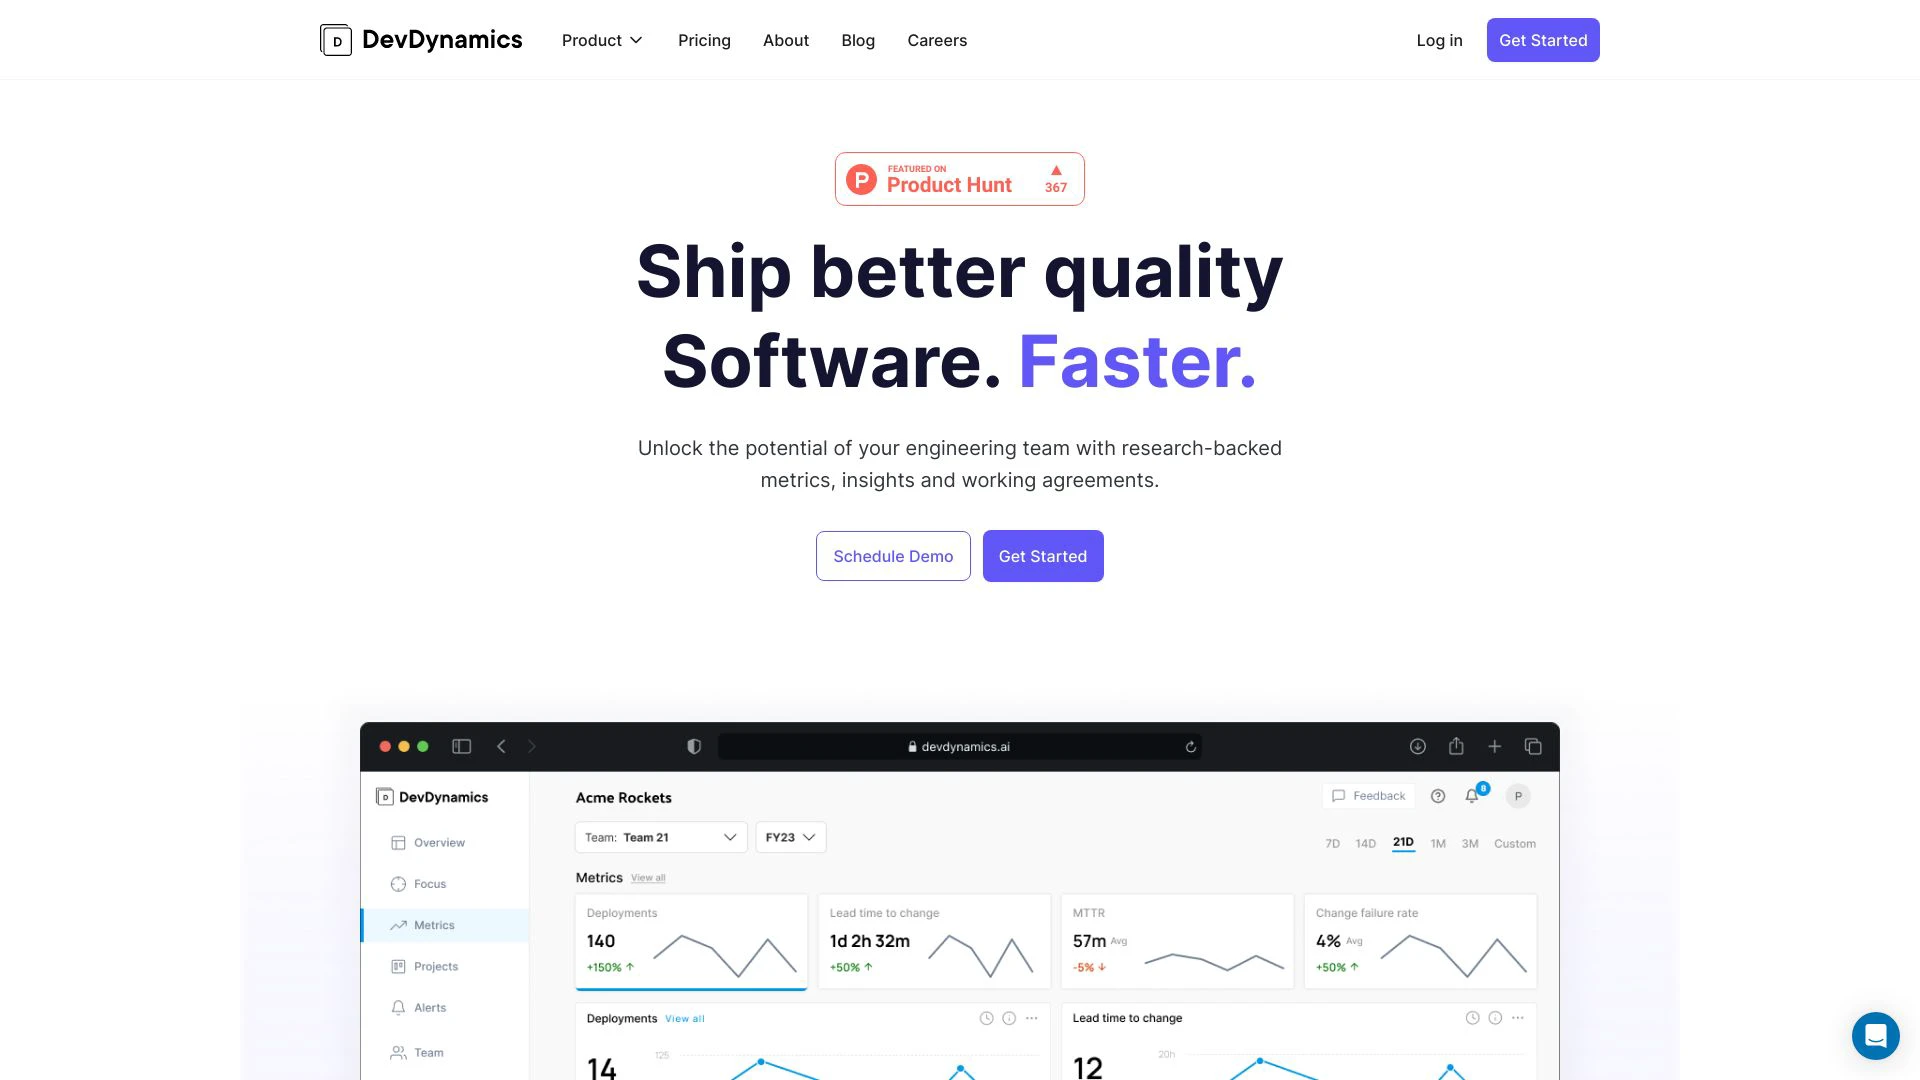 D DevDynamics
Product
Pricing
About
Blog
Careers
Log in
Get Started
P
FEATURED ON
Product Hunt
367
Ship better quality
Software. Faster.
Unlock the potential of your engineering team with research-backed
metrics, insights and working agreements.
Schedule Demo
Get Started
devdynamics.ai
D DevDynamics
Overview
Focus
Metrics
Projects
Alerts
Team
Acme Rockets
Feedback
8
P
Team: Team 21
FY23
7D 14D 21D 1M 3M Custom
Metrics View all
Deployments
140
+150% ↑
Lead time to change
1d 2h 32m
+50% ↑
MTTR
57m Avg
-5% ↓
Change failure rate
4% Avg
+50% ↑
Deployments View all
14
125
Lead time to change
12
20h